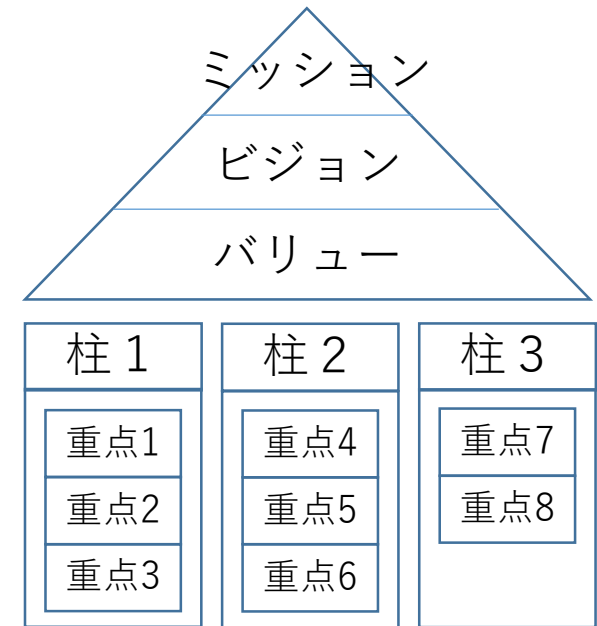 ミッション
ビジョン
バリュー
柱１
柱２
柱３
重点1
重点2
重点3
重点4
重点5
重点6
重点7
重点8